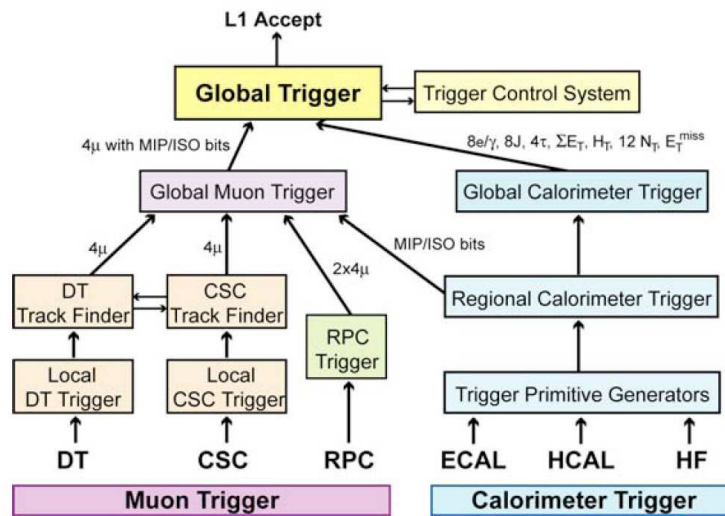 L1 Accept
Global Trigger
Trigger Control System
4μ with MIP/ISO bits
8e/γ, 8J, 4τ, ΣE_T, H_T, 12 N_T, E_T^miss
Global Muon Trigger
Global Calorimeter Trigger
4μ
4μ
2x4μ
MIP/ISO bits
DT
Track Finder
CSC
Track Finder
Regional Calorimeter Trigger
RPC
Trigger
Local
DT Trigger
Local
CSC Trigger
Trigger Primitive Generators
DT
CSC
RPC
ECAL
HCAL
HF
Muon Trigger
Calorimeter Trigger